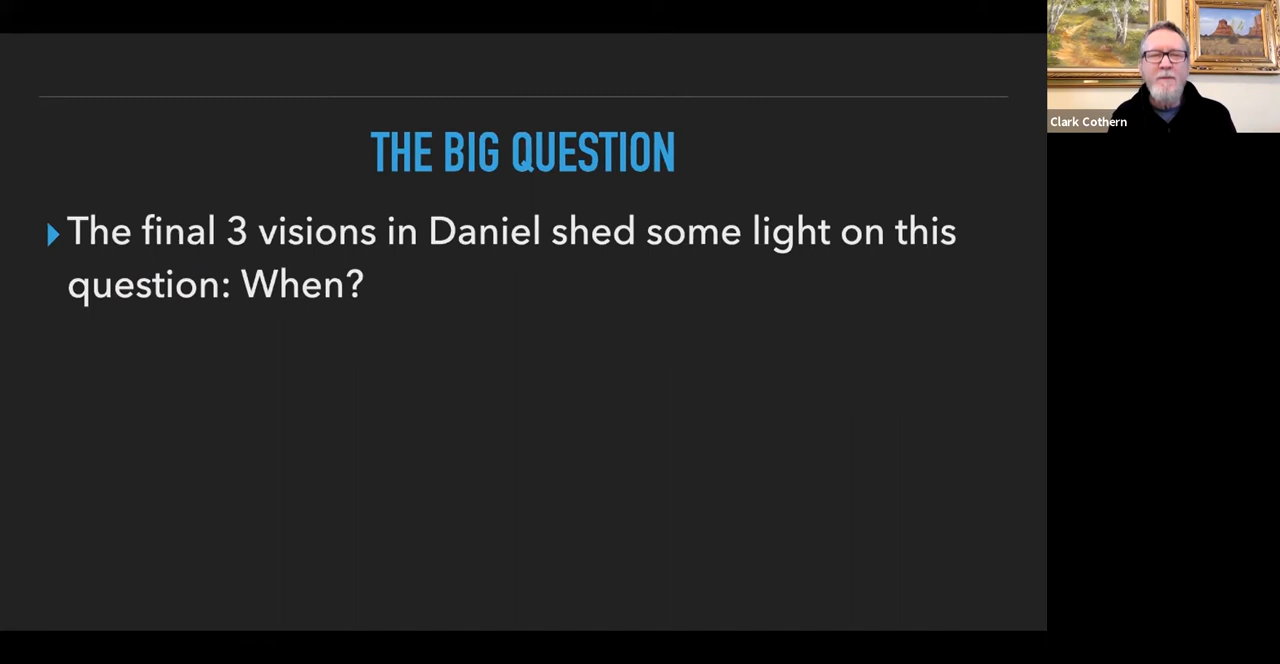 THE BIG QUESTION
The final 3 visions in Daniel shed some light on this
question: When?
Clark Cothern